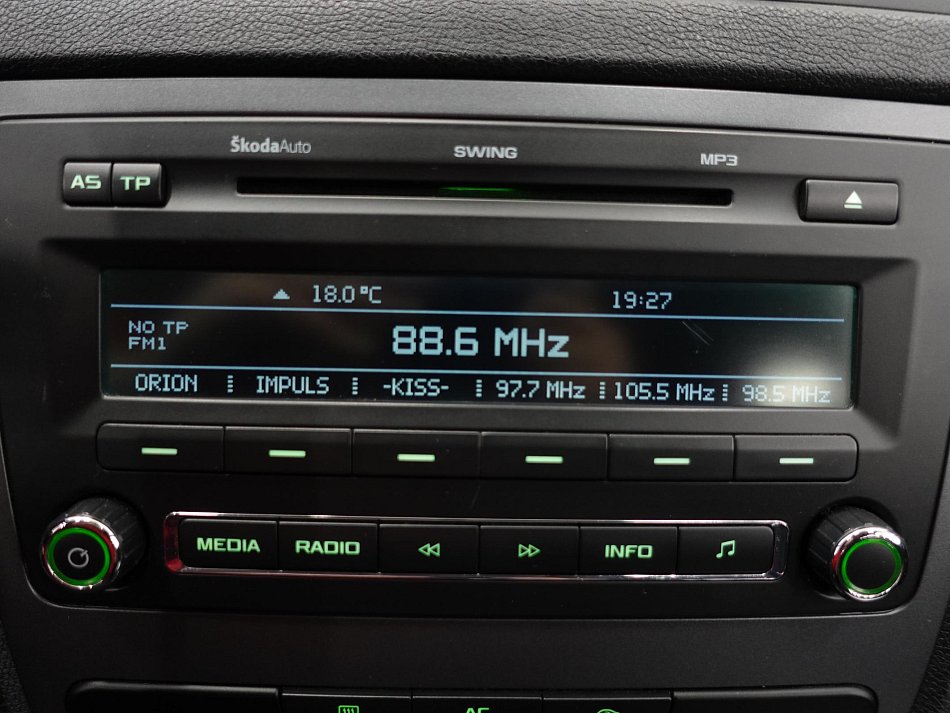 ŠkodaAuto SWING MP3
AS TP
18.0°C 19:27
NO TP
FM1
88.6 MHz
ORION IMPULS -KISS- 97.7 MHz 105.5 MHz 98.5 MHz
MEDIA RADIO INFO